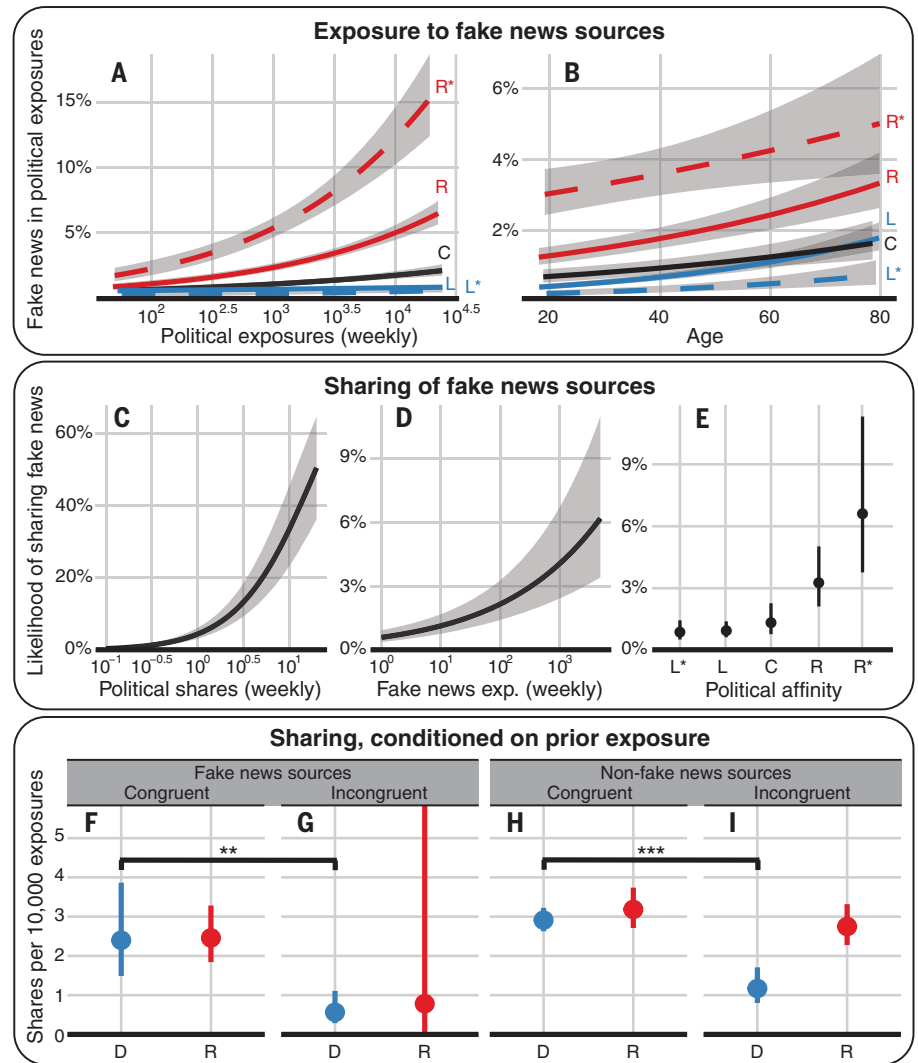 Exposure to fake news sources
Fake news in political exposures
A
15%
10%
5%
R*
R
C
L L*
10^2 10^2.5 10^3 10^3.5 10^4 10^4.5
Political exposures (weekly)
B
6%
4%
2%
R*
R
L
C
L*
20 40 60 80
Age
Sharing of fake news sources
Likelihood of sharing fake news
C
60%
40%
20%
0%
10^−1 10^−0.5 10^0 10^0.5 10^1
Political shares (weekly)
D
9%
6%
3%
0%
10^0 10^1 10^2 10^3
Fake news exp. (weekly)
E
9%
6%
3%
0%
L* L C R R*
Political affinity
Sharing, conditioned on prior exposure
Shares per 10,000 exposures
Fake news sources
Congruent Incongruent
Non-fake news sources
Congruent Incongruent
F G H I
** ***
5
4
3
2
1
0
D R D R D R D R